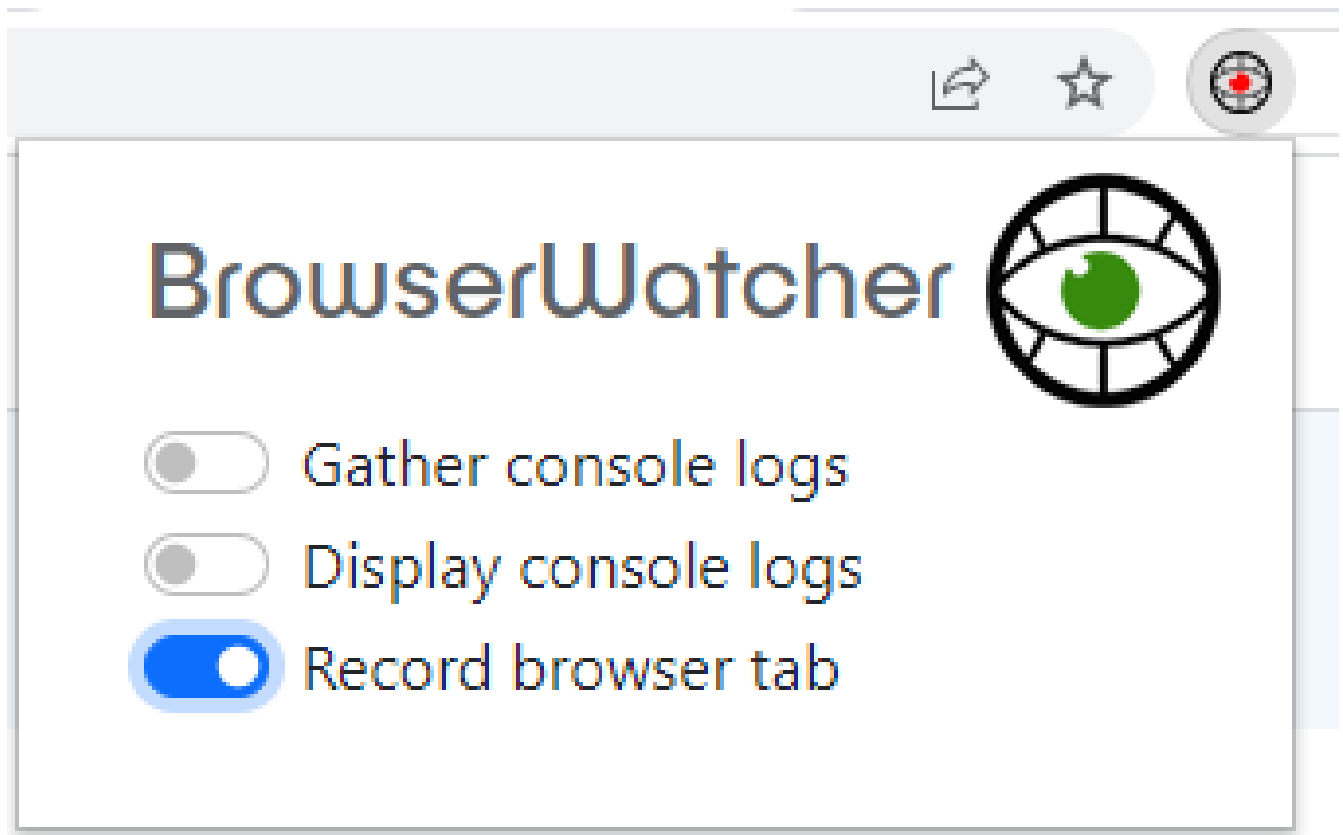 BrowserWatcher
Gather console logs
Display console logs
Record browser tab